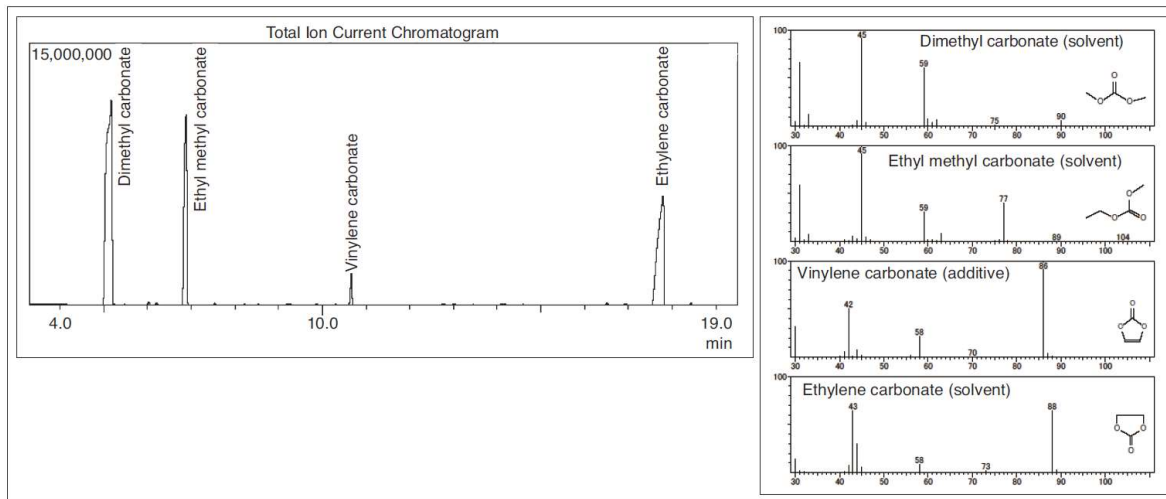 Total Ion Current Chromatogram
15,000,000
Dimethyl carbonate
Ethyl methyl carbonate
Vinylene carbonate
Ethylene carbonate
4.0 10.0 19.0
min
Dimethyl carbonate (solvent)
100
45
59
75
90
O
O O
30 40 50 60 70 80 90 100
Ethyl methyl carbonate (solvent)
100
45
59
77
89
104
O
O O
30 40 50 60 70 80 90 100
Vinylene carbonate (additive)
100
86
42
58
70
O
O O
30 40 50 60 70 80 90 100
Ethylene carbonate (solvent)
100
43
88
58
73
O O
O
30 40 50 60 70 80 90 100